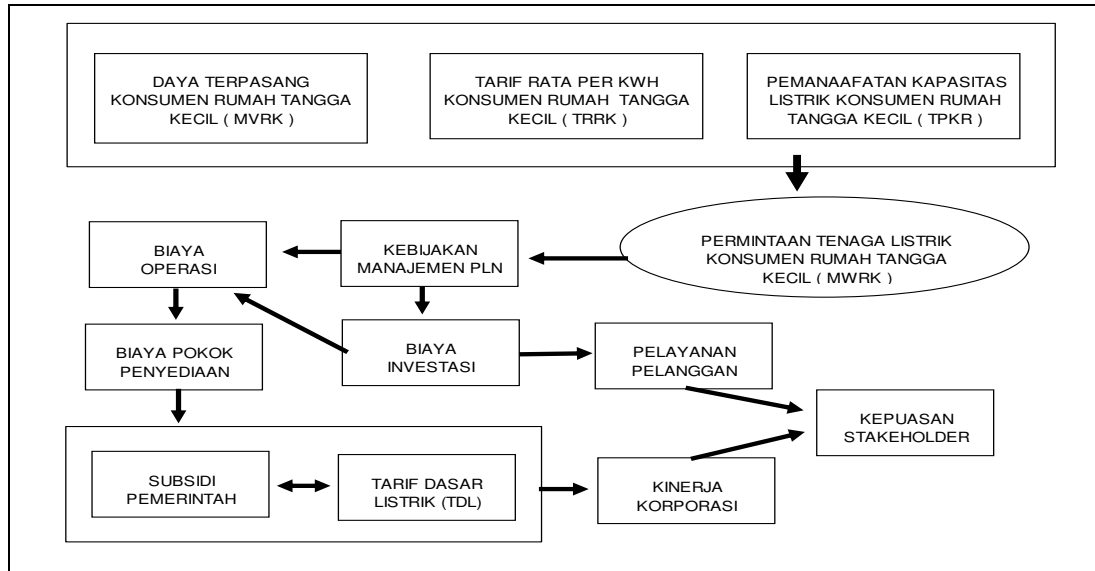 DAYA TERPASANG
KONSUMEN RUMAH TANGGA
KECIL ( MVRK )
TARIF RATA PER KWH
KONSUMEN RUMAH TANGGA
KECIL ( TRRK )
PEMANAAFATAN KAPASITAS
LISTRIK KONSUMEN RUMAH
TANGGA KECIL ( TPKR )
PERMINTAAN TENAGA LISTRIK
KONSUMEN RUMAH TANGGA
KECIL ( MWRK )
KEBIJAKAN
MANAJEMEN PLN
BIAYA
OPERASI
BIAYA POKOK
PENYEDIAAN
BIAYA
INVESTASI
PELAYANAN
PELANGGAN
KEPUASAN
STAKEHOLDER
SUBSIDI
PEMERINTAH
TARIF DASAR
LISTRIK (TDL)
KINERJA
KORPORASI